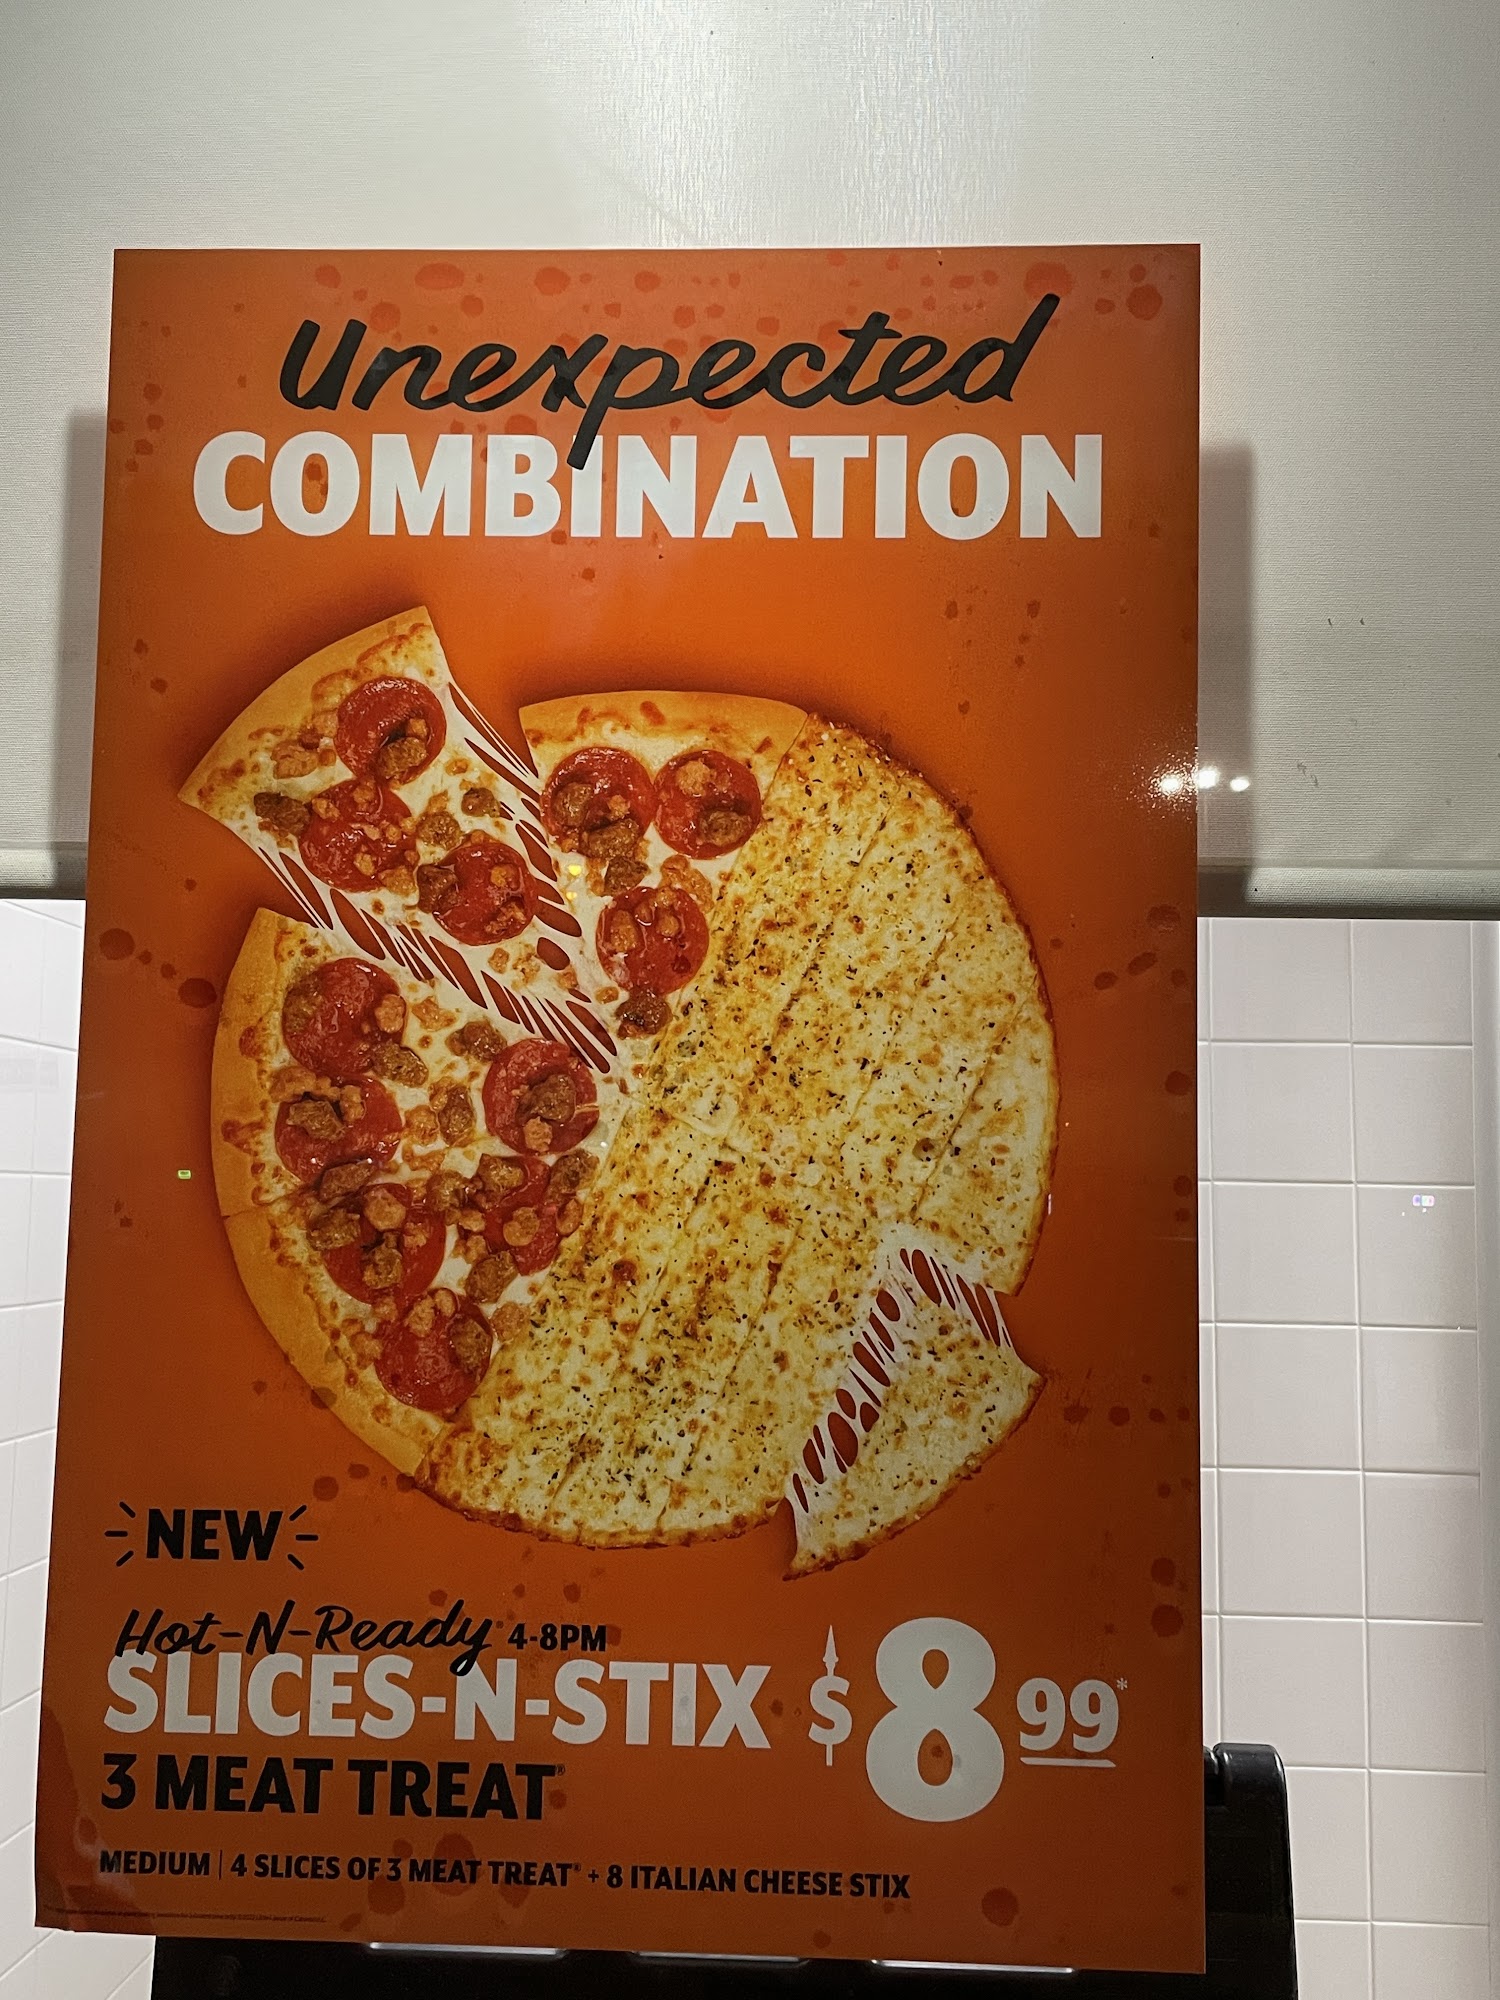 Unexpected
COMBINATION
NEW
Hot-N-Ready® 4-8PM
SLICES-N-STIX
$8 99*
3 MEAT TREAT®
MEDIUM | 4 SLICES OF 3 MEAT TREAT® + 8 ITALIAN CHEESE STIX